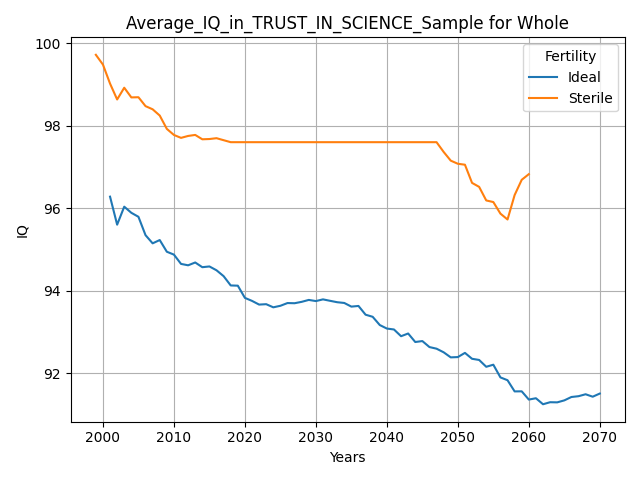 Average_IQ_in_TRUST_IN_SCIENCE_Sample for Whole
Fertility
Ideal
Sterile
IQ
100
98
96
94
92
2000 2010 2020 2030 2040 2050 2060 2070
Years